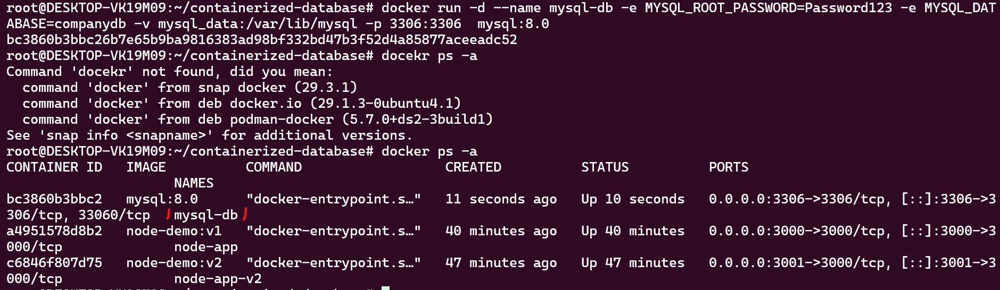 root@DESKTOP-VK19M09:~/containerized-database# docker run -d --name mysql-db -e MYSQL_ROOT_PASSWORD=Password123 -e MYSQL_DAT
ABASE=companydb -v mysql_data:/var/lib/mysql -p 3306:3306  mysql:8.0
bc3860b3bbc26b7e65b9ba9816383ad98bf332bd47b3f52d4a85877aceeadc52
root@DESKTOP-VK19M09:~/containerized-database# docekr ps -a
Command 'docekr' not found, did you mean:
  command 'docker' from snap docker (29.3.1)
  command 'docker' from deb docker.io (29.1.3-0ubuntu4.1)
  command 'docker' from deb podman-docker (5.7.0+ds2-3build1)
See 'snap info <snapname>' for additional versions.
root@DESKTOP-VK19M09:~/containerized-database# docker ps -a
CONTAINER ID   IMAGE          COMMAND                  CREATED          STATUS          PORTS
                     NAMES
bc3860b3bbc2   mysql:8.0      "docker-entrypoint.s…"   11 seconds ago   Up 10 seconds   0.0.0.0:3306->3306/tcp, [::]:3306->3
306/tcp, 33060/tcp   mysql-db
a4951578d8b2   node-demo:v1   "docker-entrypoint.s…"   40 minutes ago   Up 40 minutes   0.0.0.0:3000->3000/tcp, [::]:3000->3
000/tcp              node-app
c6846f807d75   node-demo:v2   "docker-entrypoint.s…"   47 minutes ago   Up 47 minutes   0.0.0.0:3001->3000/tcp, [::]:3001->3
000/tcp              node-app-v2